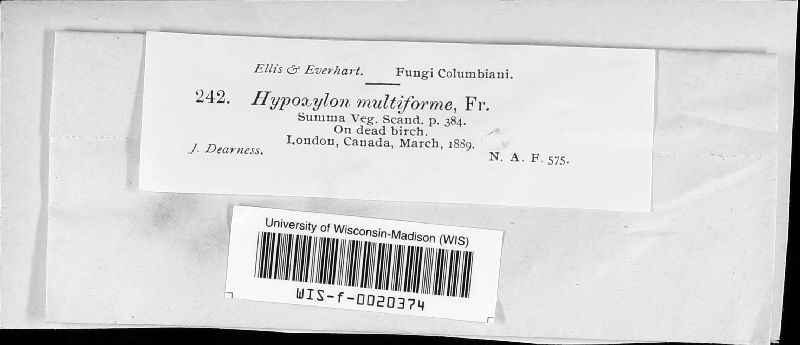 Ellis & Everhart. Fungi Columbiani.
242. Hypoxylon multiforme, Fr.
Summa Veg. Scand. p. 384.
On dead birch.
London, Canada, March, 1889.
J. Dearness.
N. A. F. 575.
University of Wisconsin-Madison (WIS)
WIS-f-0020374